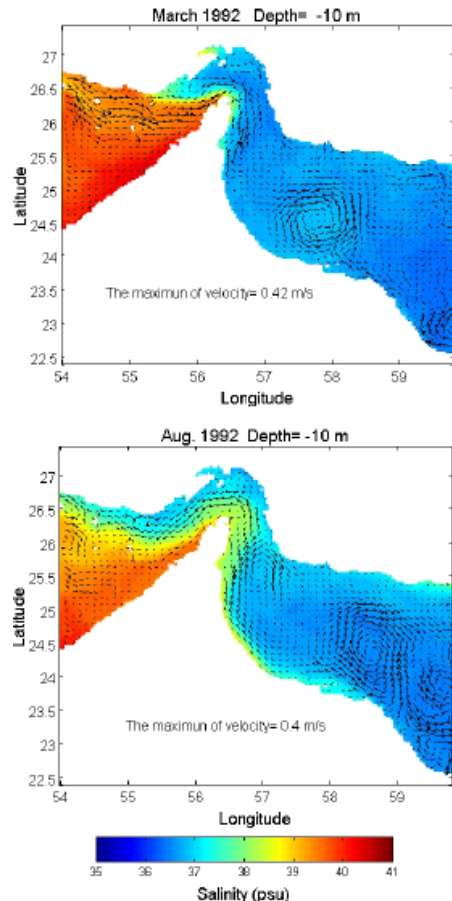 March 1992 Depth= -10 m
27
26.5
26
25.5
25
24.5
24
23.5
23
22.5
Latitude
The maximun of velocity= 0.42 m/s
54 55 56 57 58 59
Longitude
Aug. 1992 Depth= -10 m
27
26.5
26
25.5
25
24.5
24
23.5
23
22.5
Latitude
The maximun of velocity= 0.4 m/s
54 55 56 57 58 59
Longitude
35 36 37 38 39 40 41
Salinity (psu)